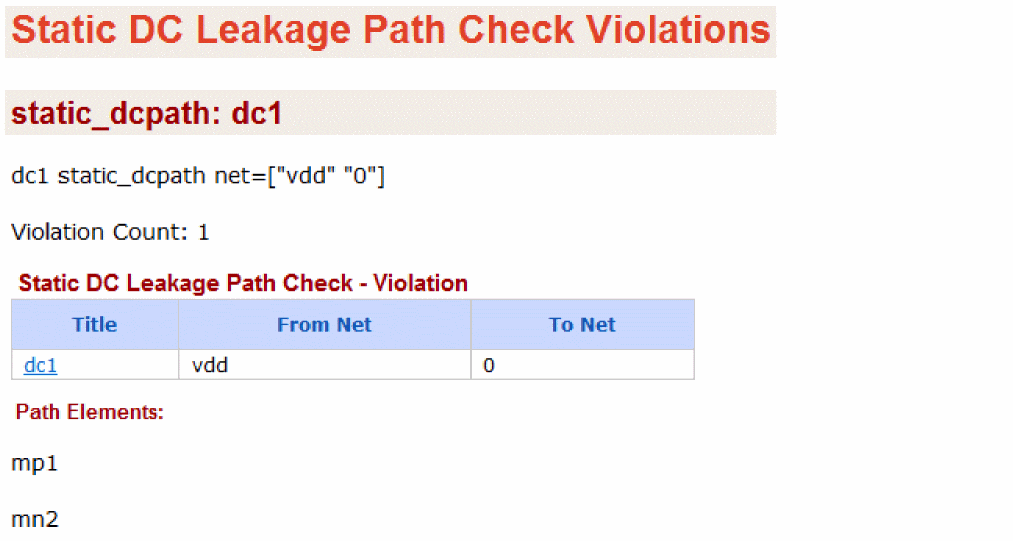 Static DC Leakage Path Check Violations
static_dcpath: dc1
dc1 static_dcpath net=["vdd" "0"]
Violation Count: 1
Static DC Leakage Path Check - Violation
Title From Net To Net
dc1 vdd 0
Path Elements:
mp1
mn2